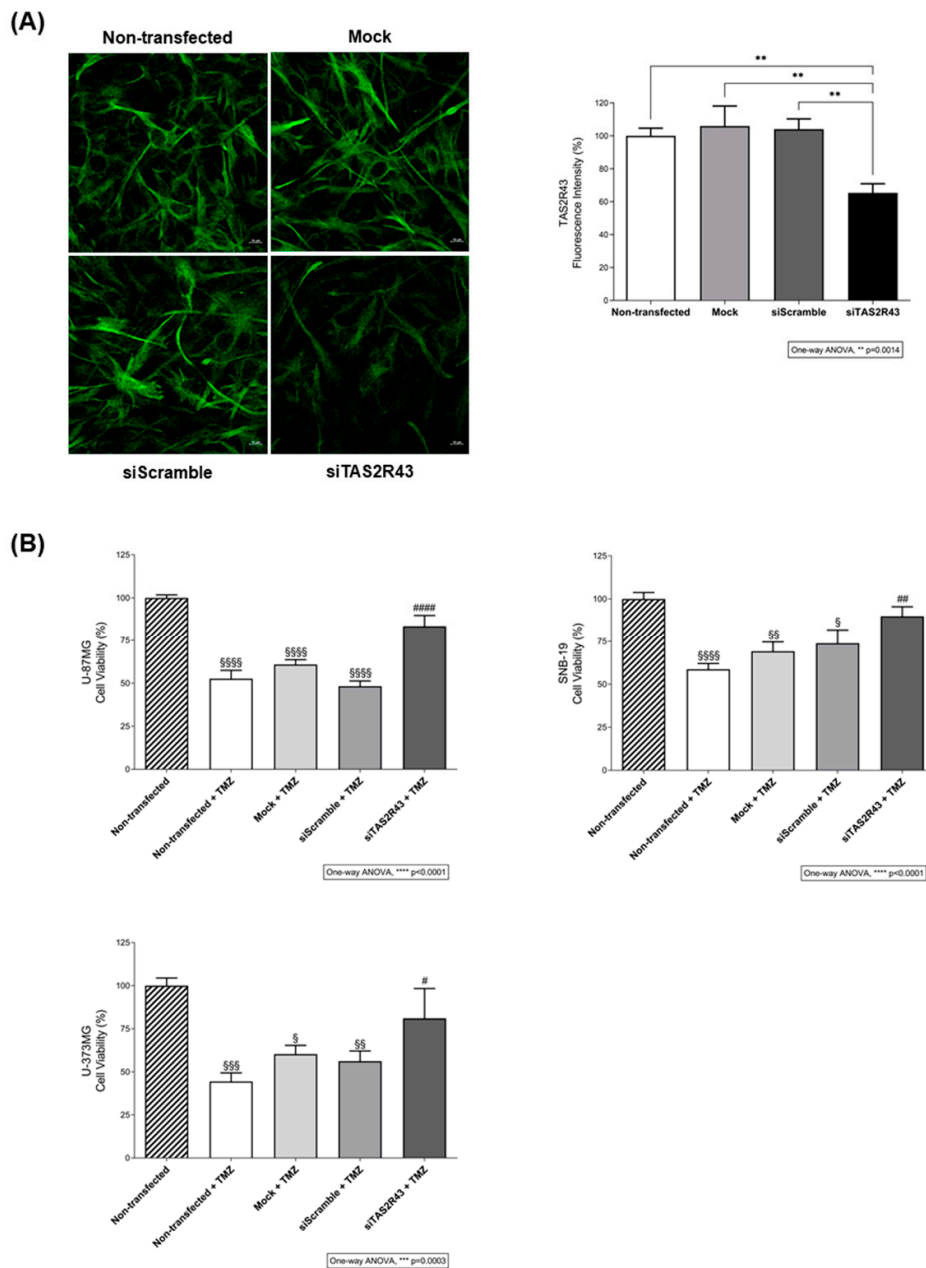 (A)
Non-transfected
Mock
siScramble
siTAS2R43
**
**
**
TAS2R43
Fluorescence Intensity (%)
120
100
80
60
40
20
0
Non-transfected
Mock
siScramble
siTAS2R43
One-way ANOVA, ** p=0.0014
(B)
U-87MG
Cell Viability (%)
125
100
75
50
25
0
§§§§
§§§§
§§§§
####
Non-transfected
Non-transfected + TMZ
Mock + TMZ
siScramble + TMZ
siTAS2R43 + TMZ
One-way ANOVA, **** p<0.0001
SNB-19
Cell Viability (%)
125
100
75
50
25
0
§§§§
§§
§
##
Non-transfected
Non-transfected + TMZ
Mock + TMZ
siScramble + TMZ
siTAS2R43 + TMZ
One-way ANOVA, **** p<0.0001
U-373MG
Cell Viability (%)
125
100
75
50
25
0
§§§
§
§§
#
Non-transfected
Non-transfected + TMZ
Mock + TMZ
siScramble + TMZ
siTAS2R43 + TMZ
One-way ANOVA, *** p=0.0003